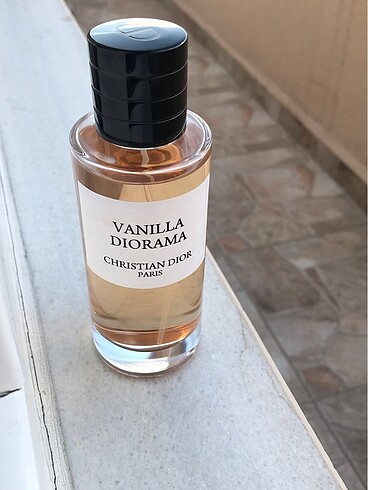 VANILLA
DIORAMA
CHRISTIAN DIOR
PARIS